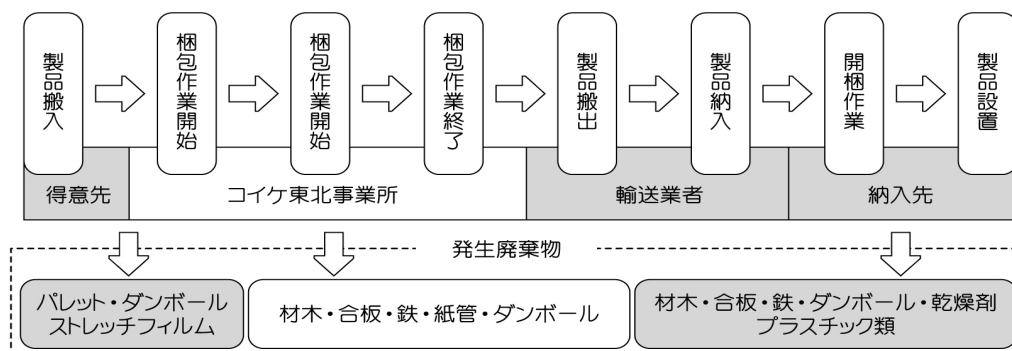 製品搬入
梱包作業開始
梱包作業開始
梱包作業終了
製品搬出
製品納入
開梱作業
製品設置
得意先
コイケ東北事業所
輸送業者
納入先
発生廃棄物
パレット・ダンボール
ストレッチフィルム
材木・合板・鉄・紙管・ダンボール
材木・合板・鉄・ダンボール・乾燥剤
プラスチック類